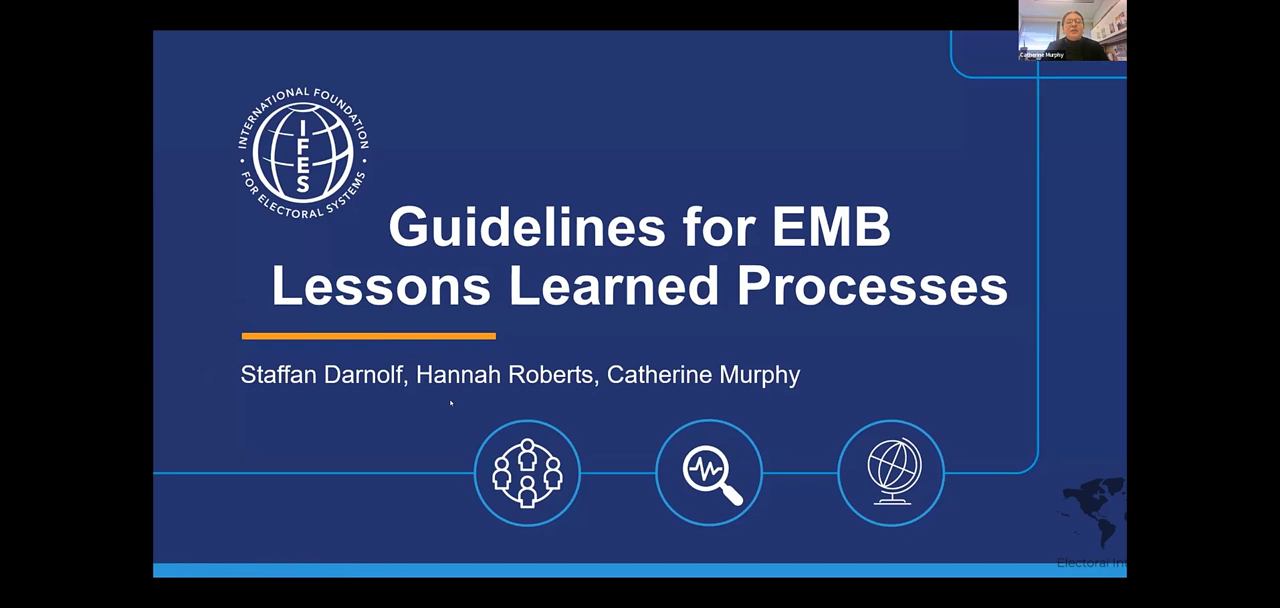 Catherine Murphy
INTERNATIONAL FOUNDATION
IFES
FOR ELECTORAL SYSTEMS
Guidelines for EMB
Lessons Learned Processes
Staffan Darnolf, Hannah Roberts, Catherine Murphy
Electoral